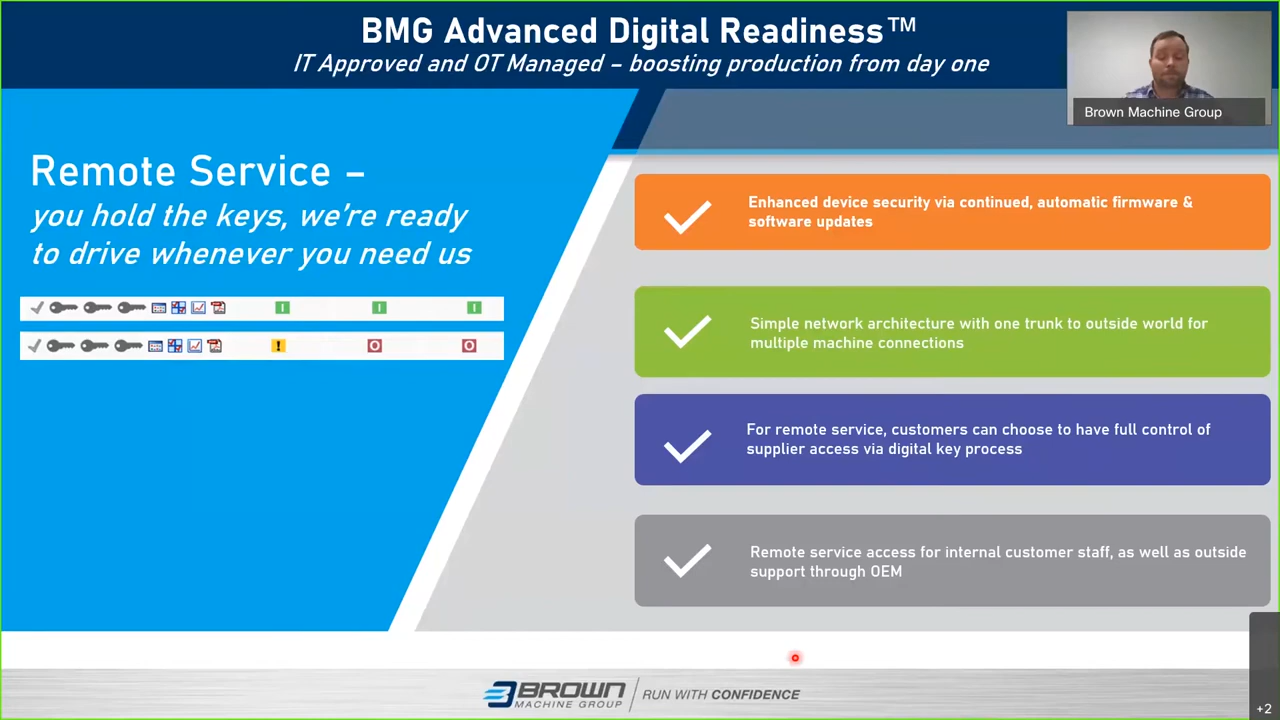 BMG Advanced Digital Readiness™
IT Approved and OT Managed – boosting production from day one
Brown Machine Group
Remote Service –
you hold the keys, we're ready
to drive whenever you need us
I I I
! O O
Enhanced device security via continued, automatic firmware &
software updates
Simple network architecture with one trunk to outside world for
multiple machine connections
For remote service, customers can choose to have full control of
supplier access via digital key process
Remote service access for internal customer staff, as well as outside
support through OEM
BROWN
MACHINE GROUP
RUN WITH CONFIDENCE
+2